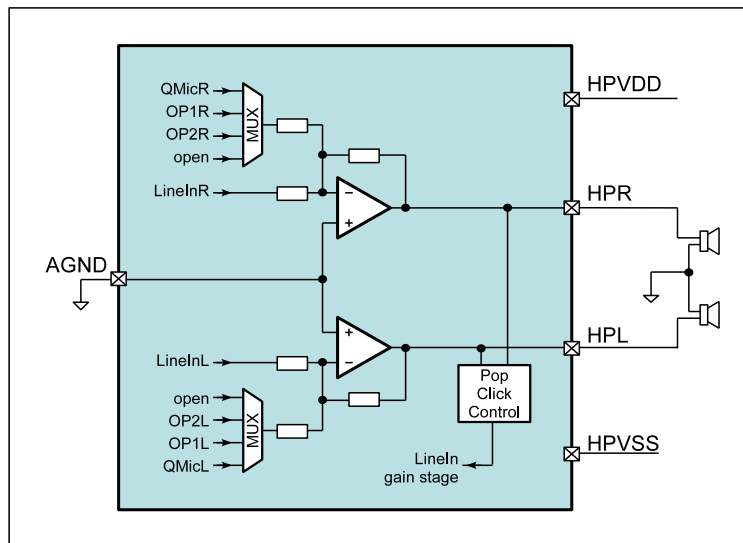 QMicR
OP1R
OP2R
open
MUX
LineInR
−
+
HPVDD
HPR
AGND
+
−
LineInL
open
OP2L
OP1L
QMicL
MUX
HPL
Pop
Click
Control
LineIn
gain stage
HPVSS